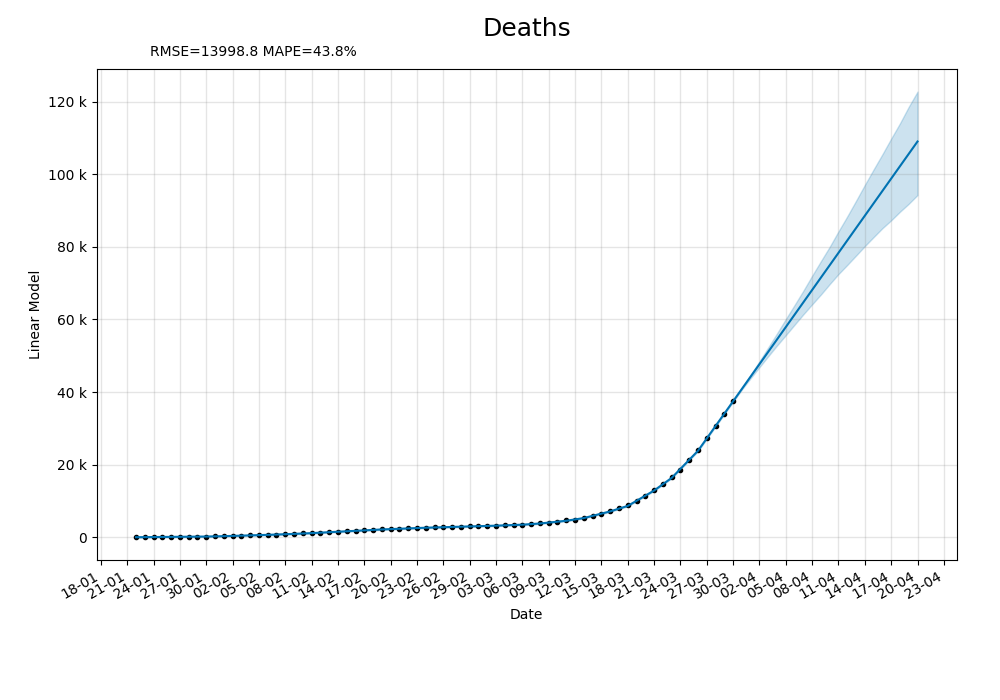 Deaths
RMSE=13998.8 MAPE=43.8%
120 k
100 k
80 k
60 k
40 k
20 k
0
Linear Model
18-01 21-01 24-01 27-01 30-01 02-02 05-02 08-02 11-02 14-02 17-02 20-02 23-02 26-02 29-02 03-03 06-03 09-03 12-03 15-03 18-03 21-03 24-03 27-03 30-03 02-04 05-04 08-04 11-04 14-04 17-04 20-04 23-04
Date